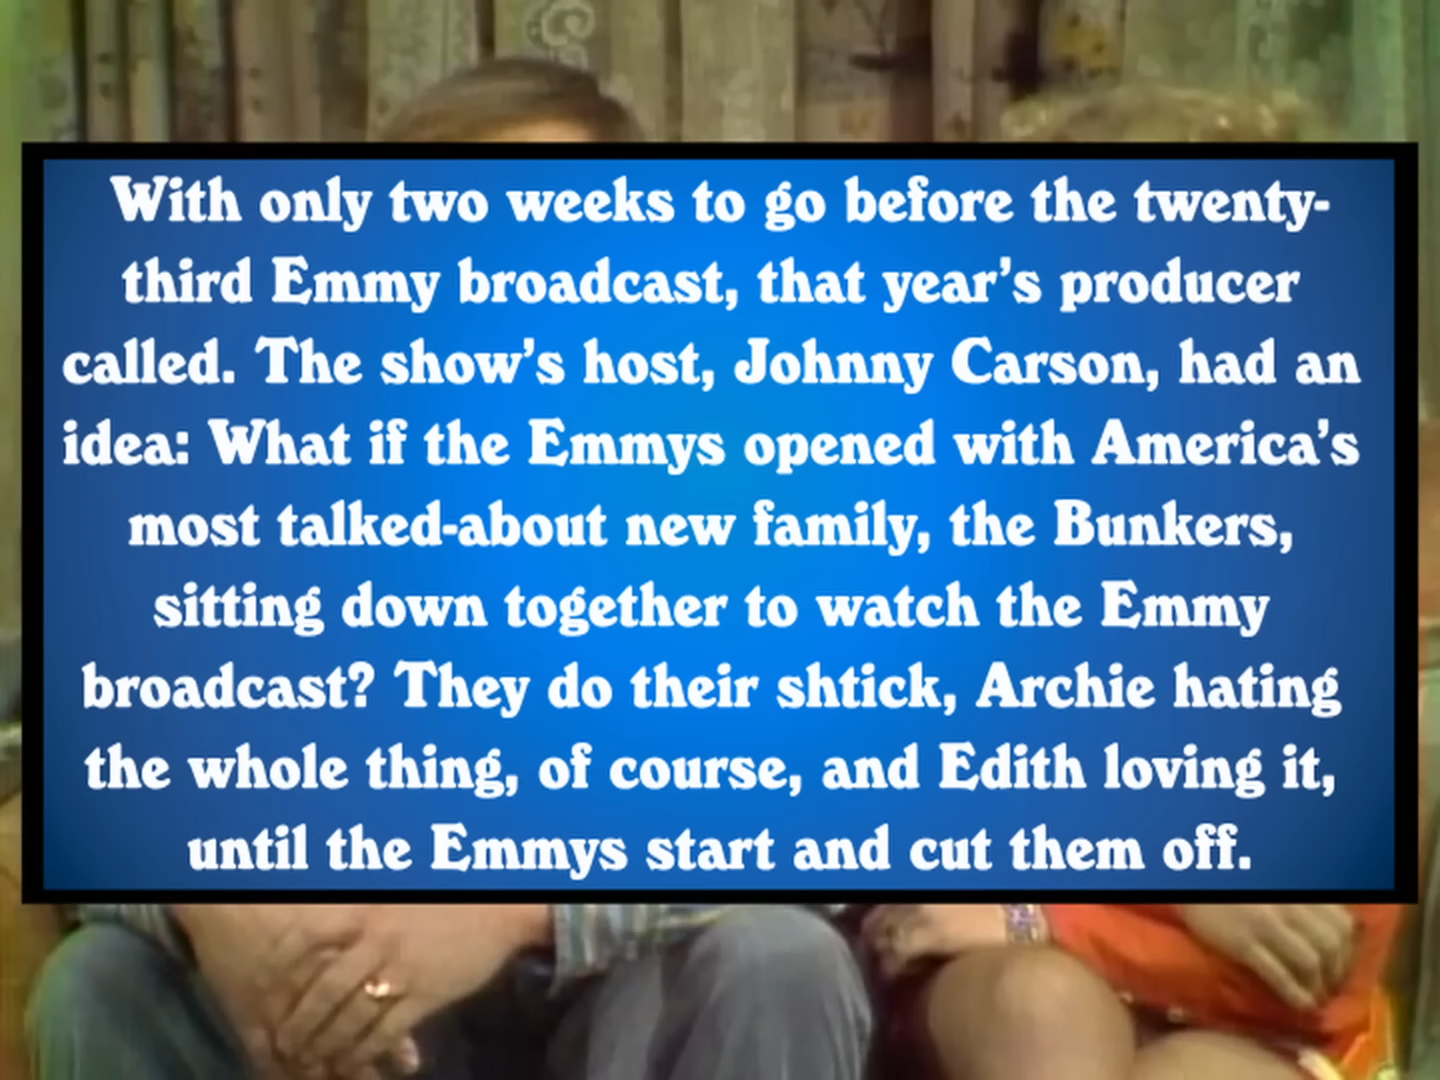 With only two weeks to go before the twenty-
third Emmy broadcast, that year’s producer
called. The show’s host, Johnny Carson, had an
idea: What if the Emmys opened with America’s
most talked-about new family, the Bunkers,
sitting down together to watch the Emmy
broadcast? They do their shtick, Archie hating
the whole thing, of course, and Edith loving it,
until the Emmys start and cut them off.